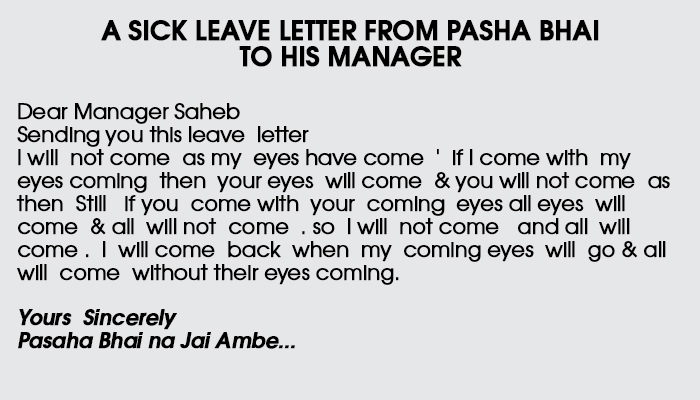 A SICK LEAVE LETTER FROM PASHA BHAI
TO HIS MANAGER
Dear Manager Saheb
Sending you this leave letter
I will not come as my eyes have come ' If I come with my
eyes coming then your eyes will come & you will not come as
then Still If you come with your coming eyes all eyes will
come & all will not come . so I will not come and all will
come . I will come back when my coming eyes will go & all
will come without their eyes coming.
Yours Sincerely
Pasaha Bhai na Jai Ambe...